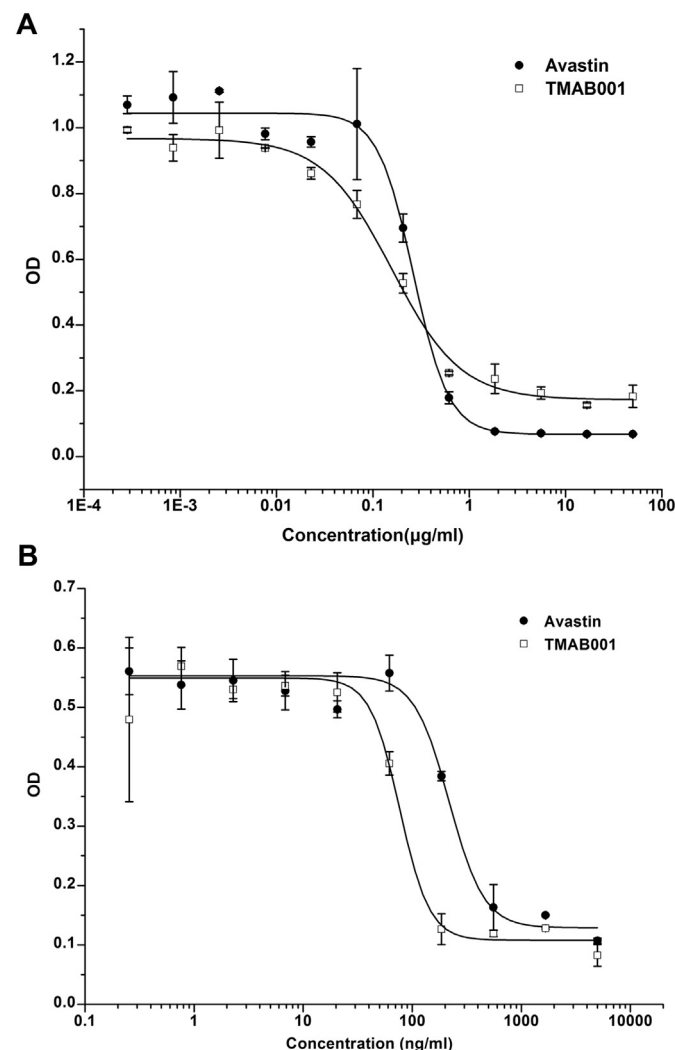 A
Avastin
TMAB001
1.2
1.0
0.8
0.6
0.4
0.2
0.0
OD
1E-4 1E-3 0.01 0.1 1 10 100
Concentration(µg/ml)
B
Avastin
TMAB001
0.7
0.6
0.5
0.4
0.3
0.2
0.1
0.0
OD
0.1 1 10 100 1000 10000
Concentration (ng/ml)